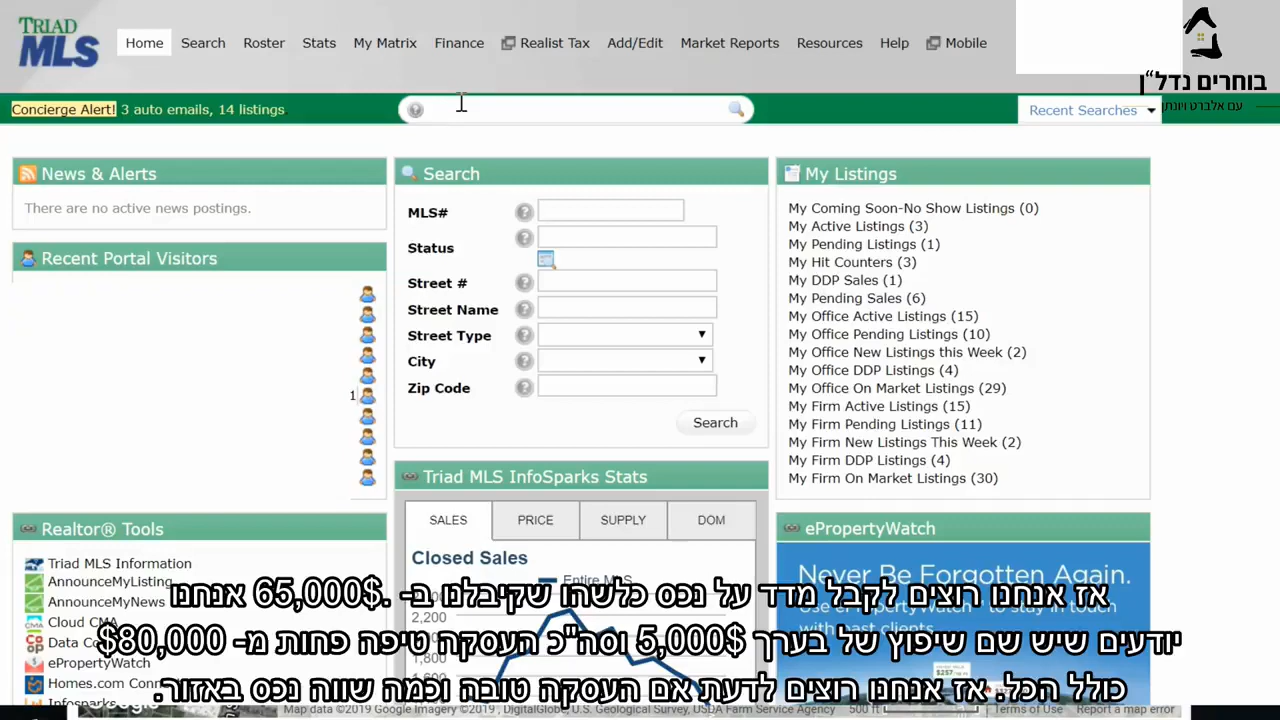 TRIAD
MLS
Home
Search
Roster
Stats
My Matrix
Finance
Realist Tax
Add/Edit
Market Reports
Resources
Help
Mobile
בוחרים נדל"ן
עם אלברט ויונתן
Concierge Alert! 3 auto emails, 14 listings.
Recent Searches
News & Alerts
There are no active news postings.
Recent Portal Visitors
1
Realtor® Tools
Triad MLS Information
AnnounceMyListing
AnnounceMyNews
Cloud CMA
ePropertyWatch
Search
MLS#
Status
Street #
Street Name
Street Type
City
Zip Code
Search
Triad MLS InfoSparks Stats
SALES
PRICE
SUPPLY
DOM
Closed Sales
Entire MLS
2,200
1,800
My Listings
My Coming Soon-No Show Listings (0)
My Active Listings (3)
My Pending Listings (1)
My Hit Counters (3)
My DDP Sales (1)
My Pending Sales (6)
My Office Active Listings (15)
My Office Pending Listings (10)
My Office New Listings this Week (2)
My Office DDP Listings (4)
My Office On Market Listings (29)
My Firm Active Listings (15)
My Firm Pending Listings (11)
My Firm New Listings This Week (2)
My Firm DDP Listings (4)
My Firm On Market Listings (30)
ePropertyWatch
Never Be Forgotten Again.
אז אנחנו רוצים לקבל מדד על נכס כלשהו שקיבלנו ב- .65,000$ אנחנו
יודעים שיש שם שיפוץ של בערך 5,000$ וסה"כ העסקה טיפה פחות מ- 80,000$
כולל הכל. אז אנחנו רוצים לדעת אם העסקה טובה וכמה שווה נכס באזור.
Map data ©2019 Google Imagery ©2019 , DigitalGlobe, U.S. Geological Survey, USDA Farm Service Agency
500 ft
Terms of Use
Report a map error